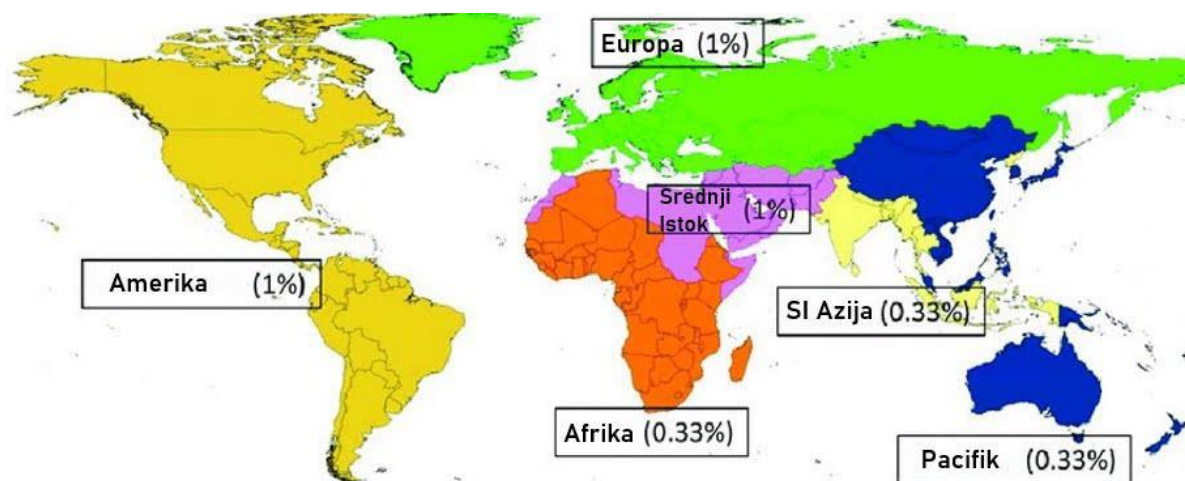 Europa (1%)
Srednji
Istok (1%)
Amerika (1%)
SI Azija (0.33%)
Afrika (0.33%)
Pacifik (0.33%)